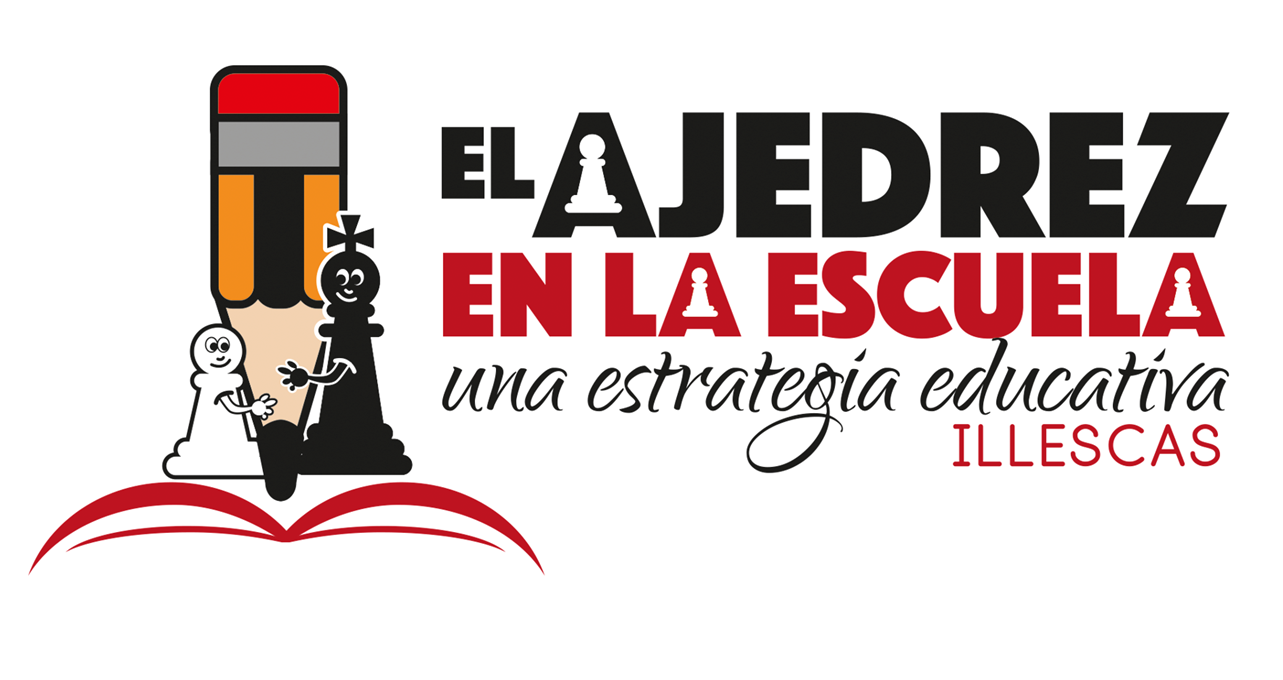 EL AJEDREZ
EN LA ESCUELA
una estrategia educativa
ILLESCAS